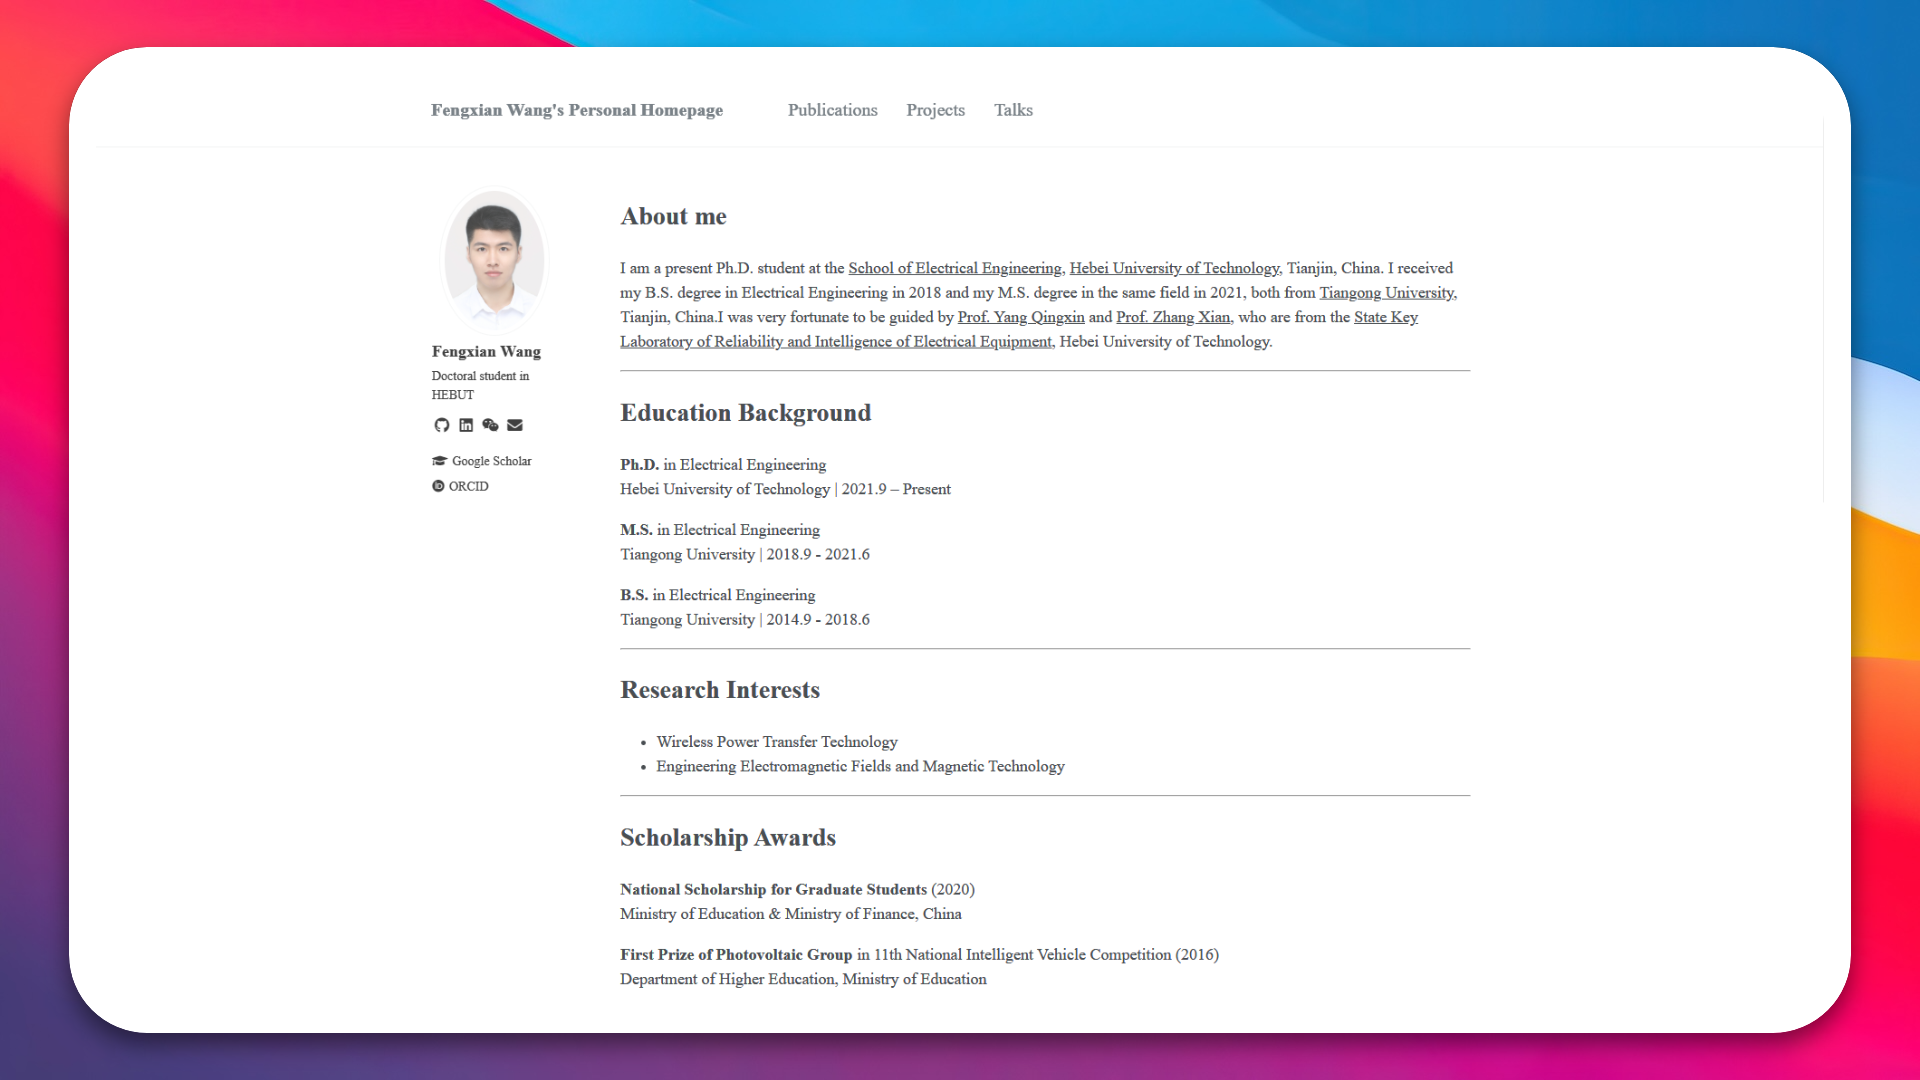 Fengxian Wang's Personal Homepage
Publications
Projects
Talks
Fengxian Wang
Doctoral student in
HEBUT
Google Scholar
ORCID
About me
I am a present Ph.D. student at the School of Electrical Engineering, Hebei University of Technology, Tianjin, China. I received
my B.S. degree in Electrical Engineering in 2018 and my M.S. degree in the same field in 2021, both from Tiangong University,
Tianjin, China.I was very fortunate to be guided by Prof. Yang Qingxin and Prof. Zhang Xian, who are from the State Key
Laboratory of Reliability and Intelligence of Electrical Equipment, Hebei University of Technology.
Education Background
Ph.D. in Electrical Engineering
Hebei University of Technology | 2021.9 – Present
M.S. in Electrical Engineering
Tiangong University | 2018.9 - 2021.6
B.S. in Electrical Engineering
Tiangong University | 2014.9 - 2018.6
Research Interests
• Wireless Power Transfer Technology
• Engineering Electromagnetic Fields and Magnetic Technology
Scholarship Awards
National Scholarship for Graduate Students (2020)
Ministry of Education & Ministry of Finance, China
First Prize of Photovoltaic Group in 11th National Intelligent Vehicle Competition (2016)
Department of Higher Education, Ministry of Education